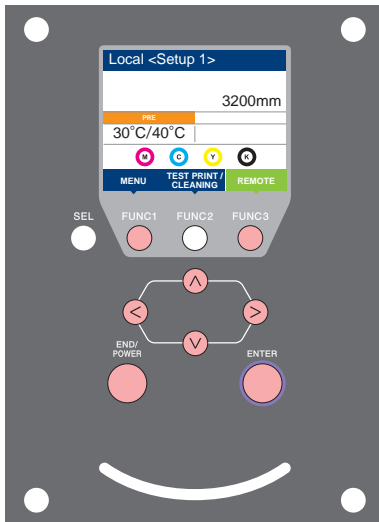 Local <Setup 1>
3200mm
PRE
30°C/40°C
M C Y K
MENU
TEST PRINT /
CLEANING
REMOTE
SEL FUNC1 FUNC2 FUNC3
END/
POWER
ENTER